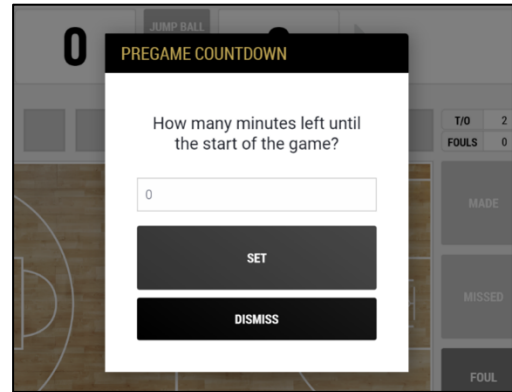 0
JUMP BALL
PREGAME COUNTDOWN
How many minutes left until
the start of the game?
0
SET
DISMISS
T/O 2
FOULS 0
MADE
MISSED
FOUL